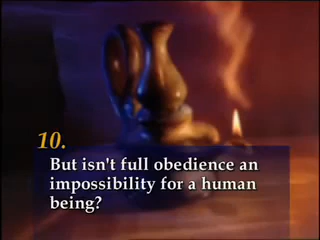 10.
But isn't full obedience an
impossibility for a human
being?